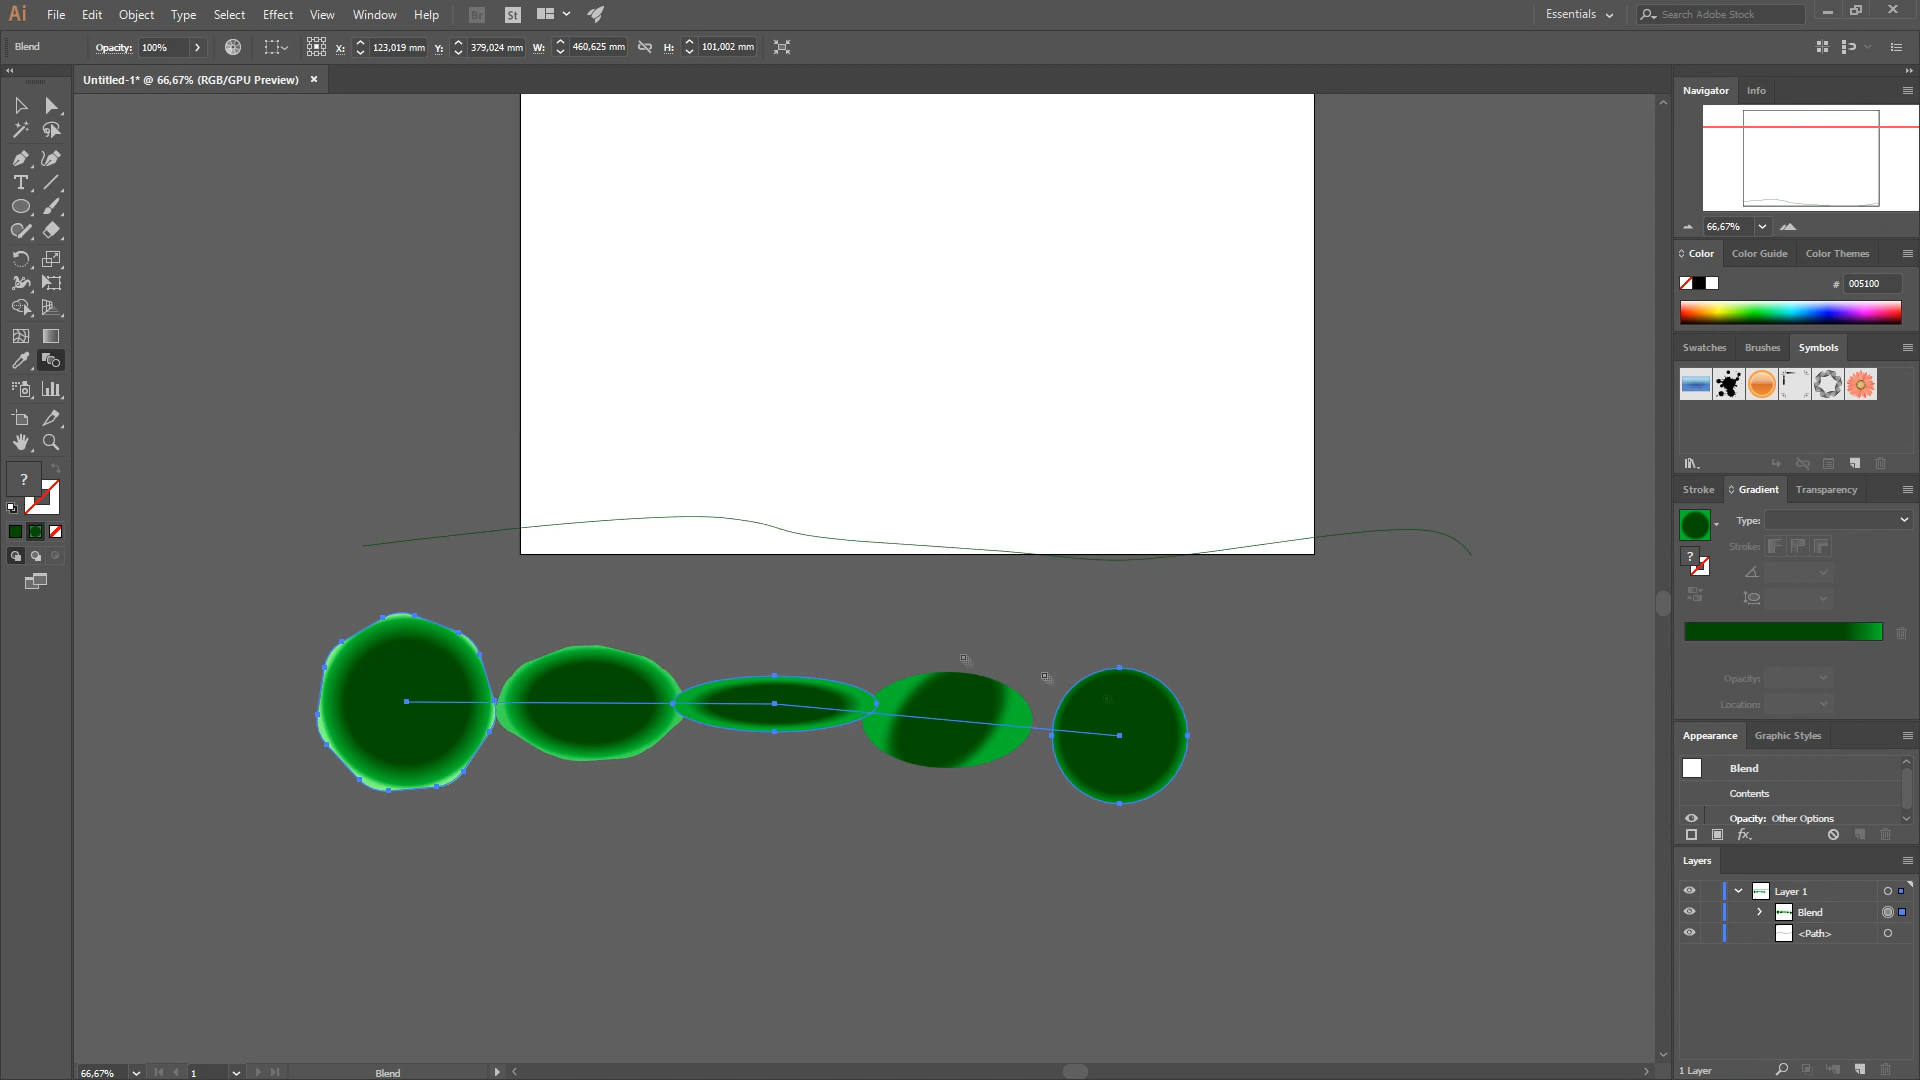 Ai File Edit Object Type Select Effect View Window Help Br St Essentials Search Adobe Stock
Blend Opacity: 100% X: 123,019 mm Y: 379,024 mm W: 460,625 mm H: 101,002 mm
Untitled-1* @ 66,67% (RGB/GPU Preview) ×
Navigator Info
66,67%
Color Color Guide Color Themes
# 005100
Swatches Brushes Symbols
Stroke Gradient Transparency
Type:
Stroke:
Opacity:
Location:
Appearance Graphic Styles
Blend
Contents
Opacity: Other Options
fx.
Layers
Layer 1
Blend
<Path>
1 Layer
?
?
66,67% 1 Blend